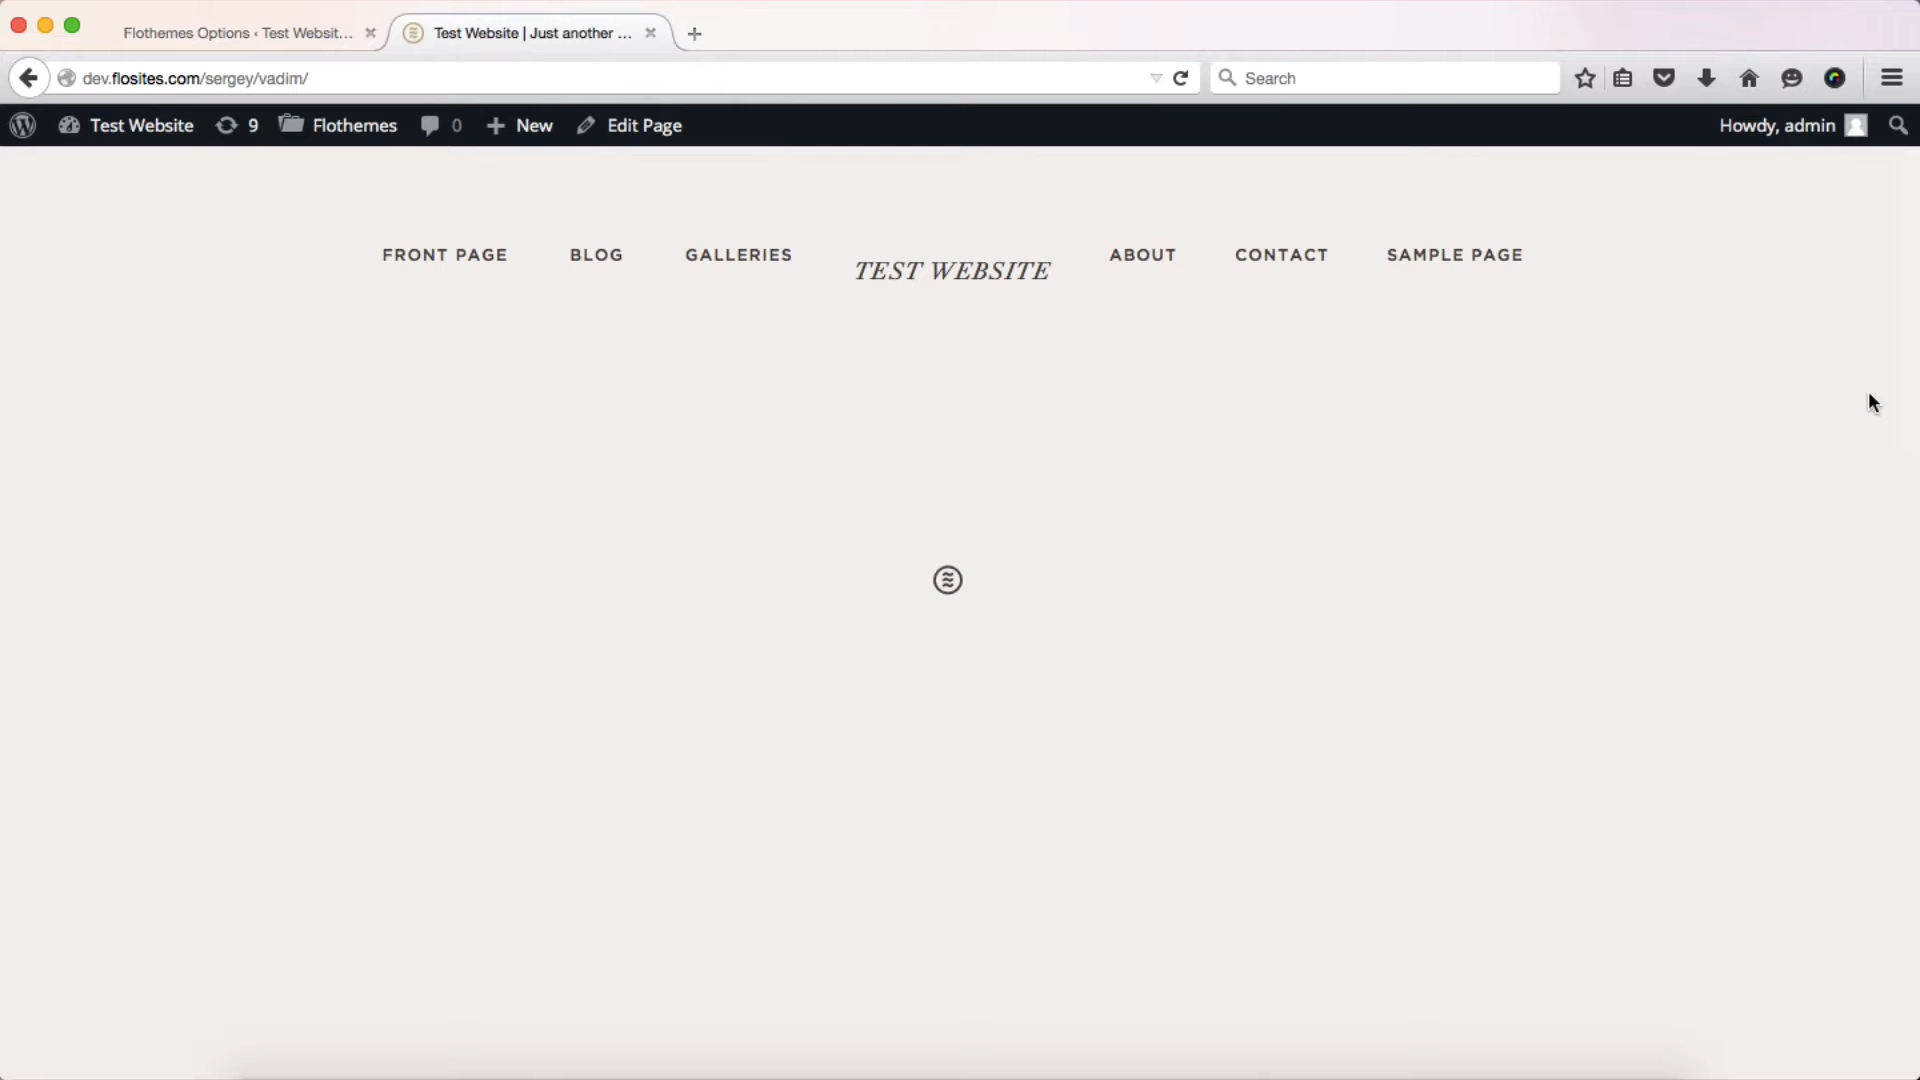 Flothemes Options ‹ Test Websit...
Test Website | Just another ...
dev.flosites.com/sergey/vadim/
Search
Test Website 9 Flothemes 0 New Edit Page Howdy, admin
FRONT PAGE BLOG GALLERIES TEST WEBSITE ABOUT CONTACT SAMPLE PAGE